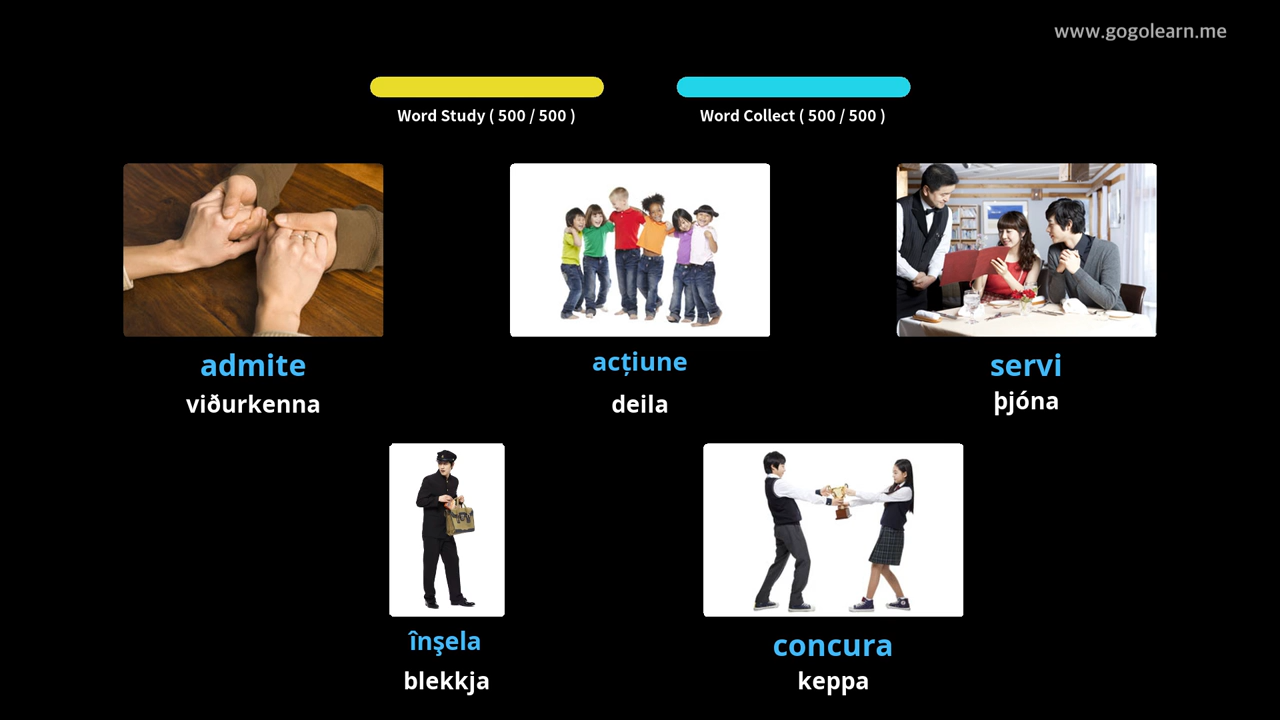 www.gogolearn.me
Word Study ( 500 / 500 )
Word Collect ( 500 / 500 )
admite
viðurkenna
acțiune
deila
servi
þjóna
înşela
blekkja
concura
keppa